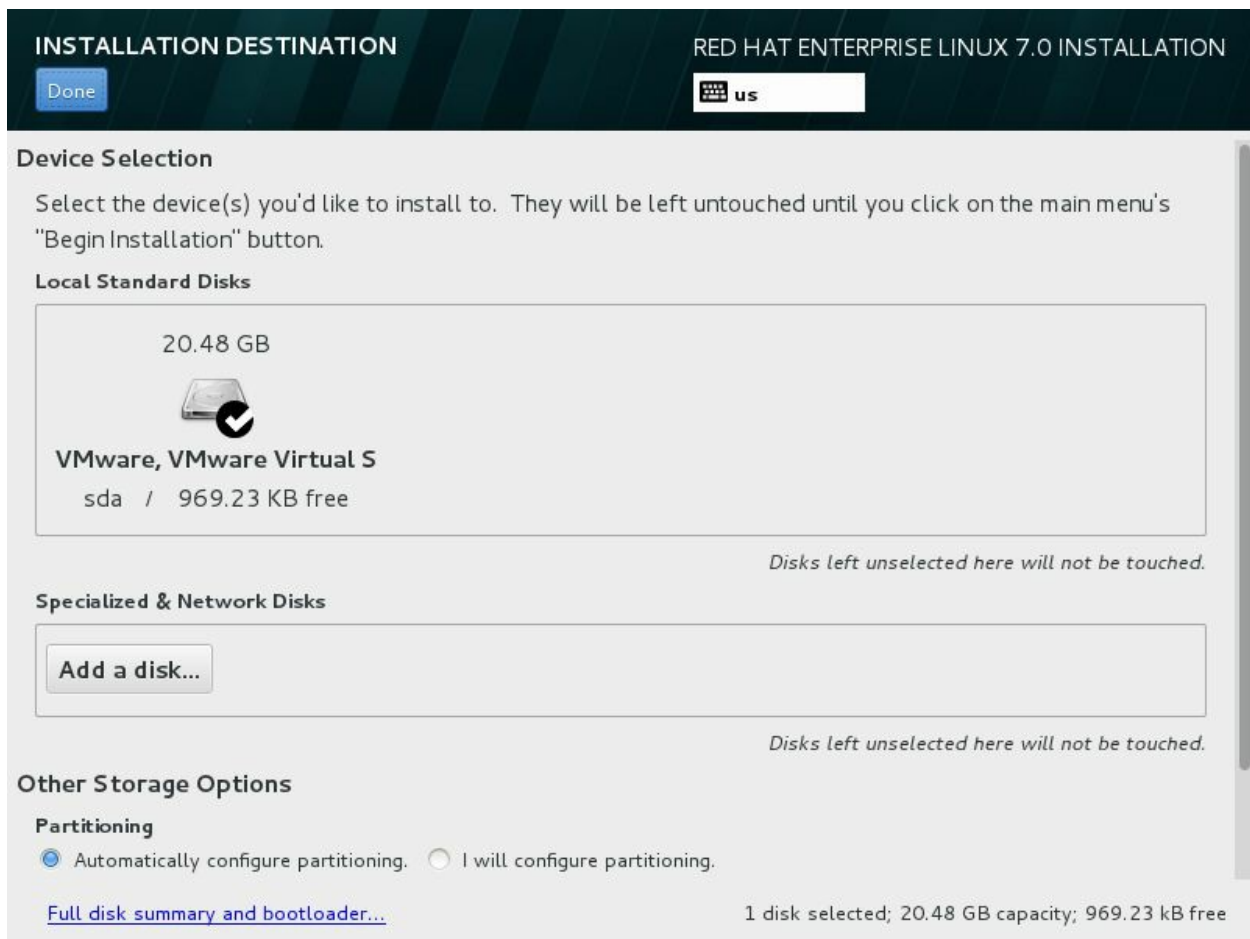 INSTALLATION DESTINATION
RED HAT ENTERPRISE LINUX 7.0 INSTALLATION
Done
us
Device Selection
Select the device(s) you'd like to install to.  They will be left untouched until you click on the main menu's
"Begin Installation" button.
Local Standard Disks
20.48 GB
VMware, VMware Virtual S
sda / 969.23 KB free
Disks left unselected here will not be touched.
Specialized & Network Disks
Add a disk...
Disks left unselected here will not be touched.
Other Storage Options
Partitioning
Automatically configure partitioning. I will configure partitioning.
Full disk summary and bootloader...
1 disk selected; 20.48 GB capacity; 969.23 kB free